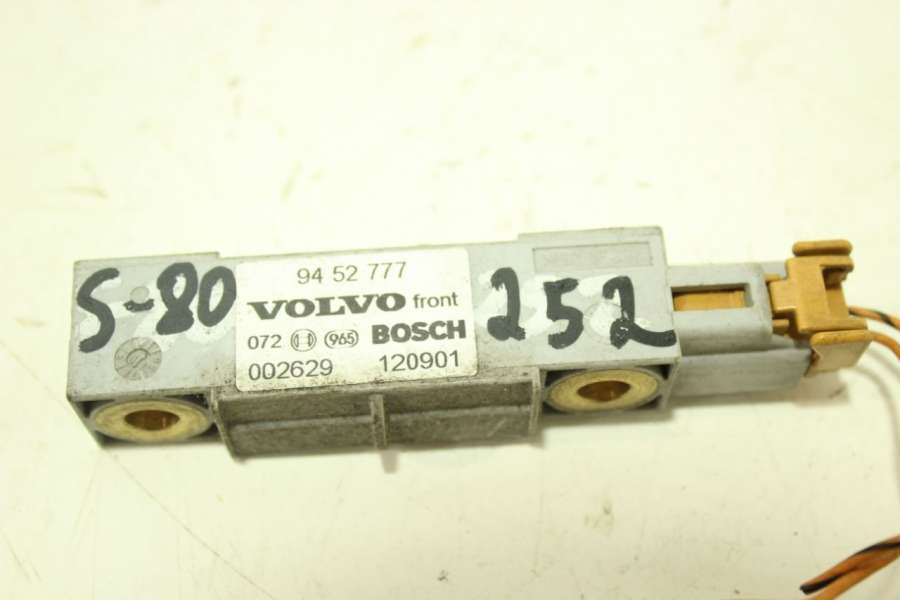 S-80
94 52 777
VOLVO front
072 965 BOSCH
002629 120901
252